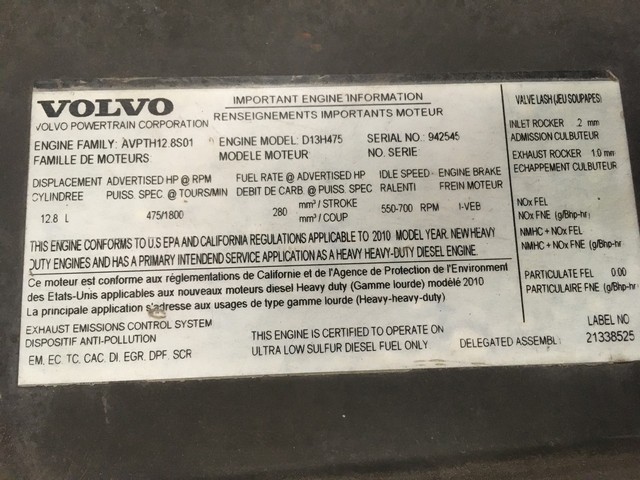 VOLVO
VOLVO POWERTRAIN CORPORATION
IMPORTANT ENGINE INFORMATION
RENSEIGNEMENTS IMPORTANTS MOTEUR
ENGINE FAMILY: AVPTH12.8S01
FAMILLE DE MOTEURS:
ENGINE MODEL: D13H475
MODELE MOTEUR:
SERIAL NO.: 942545
NO. SERIE:
DISPLACEMENT
CYLINDREE
12.8 L
ADVERTISED HP @ RPM
PUISS. SPEC. @ TOURS/MIN
475/1800
FUEL RATE @ ADVERTISED HP
DEBIT DE CARB. @ PUISS. SPEC
280 mm³ / STROKE
mm³ / COUP
IDLE SPEED
RALENTI
550-700 RPM
ENGINE BRAKE
FREIN MOTEUR
I-VEB
THIS ENGINE CONFORMS TO U.S EPA AND CALIFORNIA REGULATIONS APPLICABLE TO 2010 MODEL YEAR. NEW HEAVY
DUTY ENGINES AND HAS A PRIMARY INTENDEND SERVICE APPLICATION AS A HEAVY HEAVY-DUTY DIESEL ENGINE.
Ce moteur est conforme aux réglementations de Californie et de l'Agence de Protection de l'Environment
des Etats-Unis applicables aux nouveaux moteurs diesel Heavy duty (Gamme lourde) modélé 2010
La principale application s'adresse aux usages de type gamme lourde (Heavy-heavy-duty)
EXHAUST EMISSIONS CONTROL SYSTEM
DISPOSITIF ANTI-POLLUTION
EM, EC, TC, CAC, DI, EGR, DPF, SCR
THIS ENGINE IS CERTIFIED TO OPERATE ON
ULTRA LOW SULFUR DIESEL FUEL ONLY.
DELEGATED ASSEMBL:
VALVE LASH (JEU SOUPAPES)
INLET ROCKER .2 mm
ADMISSION CULBUTEUR
EXHAUST ROCKER 1.0 mm
ECHAPPEMENT CULBUTEUR
NOx FEL
NOx FNE (g/Bhp-hr)
NMHC + NOx FEL
NMHC + NOx FNE (g/Bhp-hr)
PARTICULATE FEL 0.00
PARTICULAIRE FNE (g/Bhp-hr)
LABEL NO.
21338525